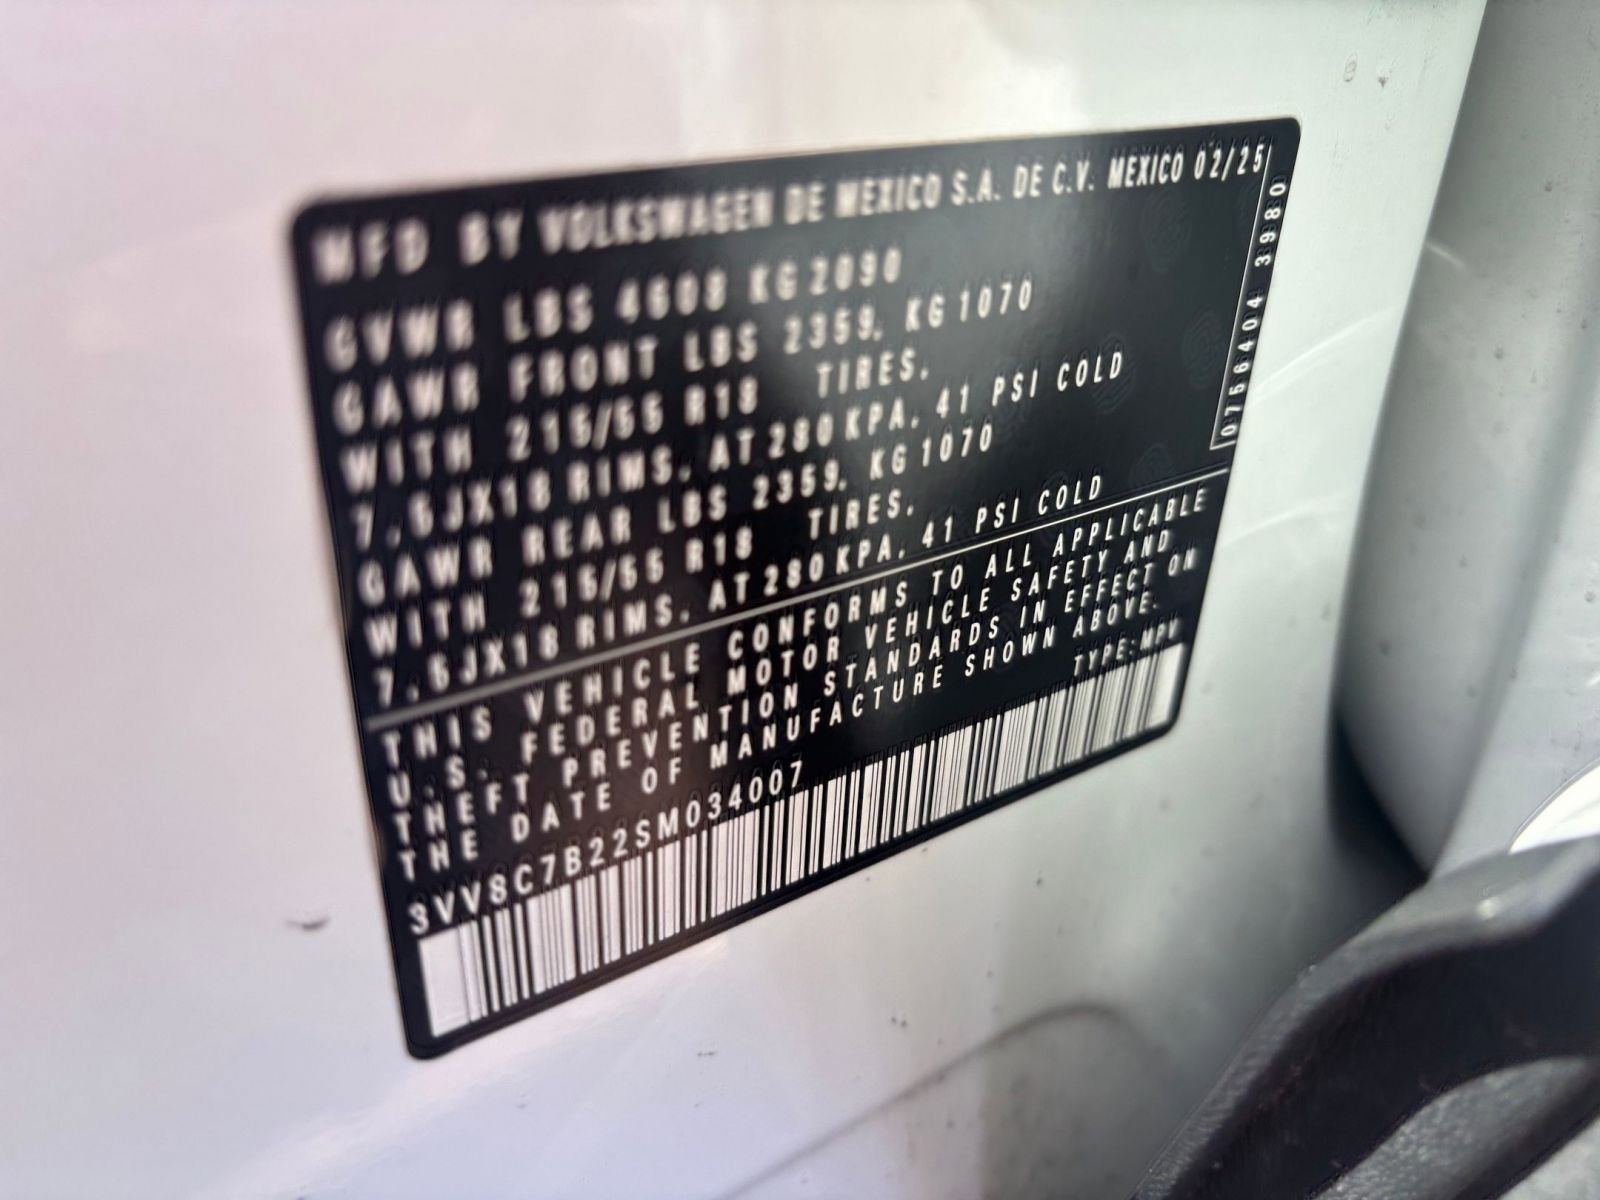 MFD BY VOLKSWAGEN DE MEXICO S.A. DE C.V. MEXICO 02/25
GVWR LBS 4608 KG 2090
GAWR FRONT LBS 2359, KG 1070
WITH 215/55 R18 TIRES,
7,5JX18 RIMS, AT 280 KPA, 41 PSI COLD
GAWR REAR LBS 2359, KG 1070
WITH 215/55 R18 TIRES,
7,5JX18 RIMS, AT 280 KPA, 41 PSI COLD
0756404 3980
THIS VEHICLE CONFORMS TO ALL APPLICABLE
U.S. FEDERAL MOTOR VEHICLE SAFETY AND
THEFT PREVENTION STANDARDS IN EFFECT ON
THE DATE OF MANUFACTURE SHOWN ABOVE.
TYPE: MPV
3VV8C7B22SM034007